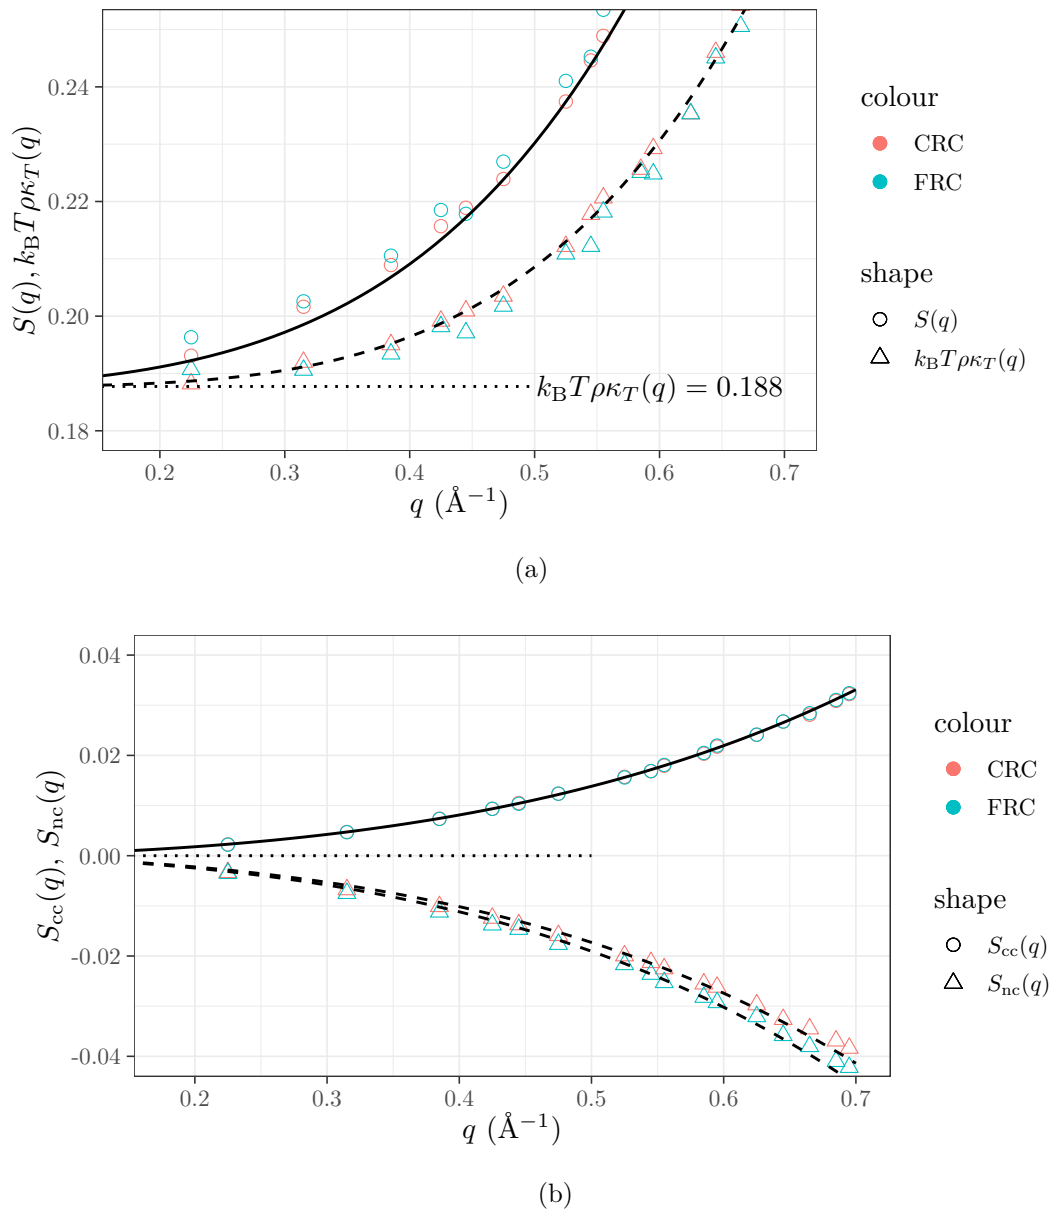 S(q), k_B T ρκ_T(q)
0.24
0.22
0.20
0.18
k_B T ρκ_T(q) = 0.188
0.2 0.3 0.4 0.5 0.6 0.7
q (Å⁻¹)
colour
CRC
FRC
shape
S(q)
k_B T ρκ_T(q)
(a)
S_cc(q), S_nc(q)
0.04
0.02
0.00
-0.02
-0.04
0.2 0.3 0.4 0.5 0.6 0.7
q (Å⁻¹)
colour
CRC
FRC
shape
S_cc(q)
S_nc(q)
(b)